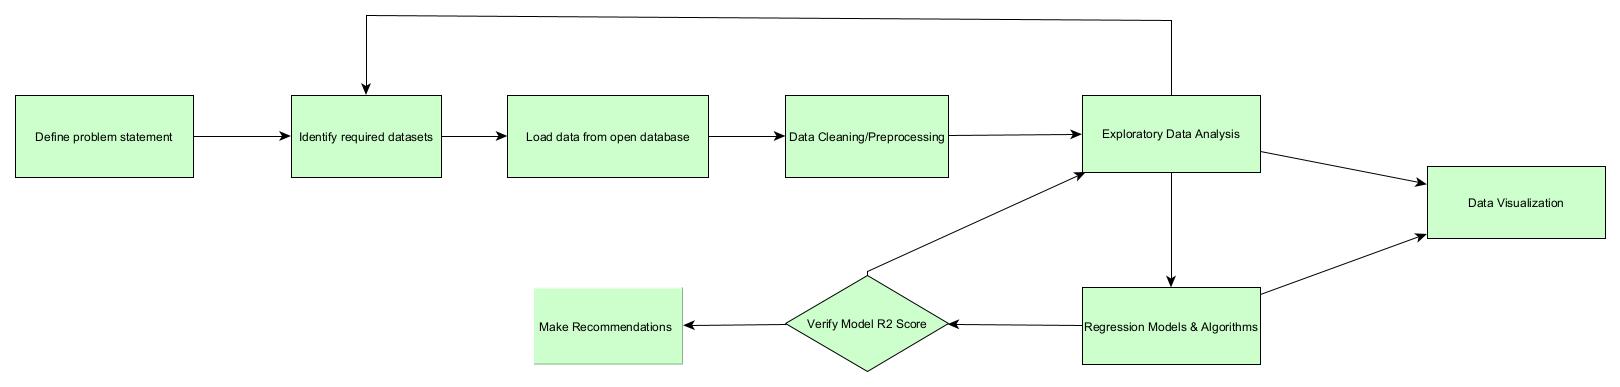 Define problem statement
Identify required datasets
Load data from open database
Data Cleaning/Preprocessing
Exploratory Data Analysis
Data Visualization
Make Recommendations
Verify Model R2 Score
Regression Models & Algorithms